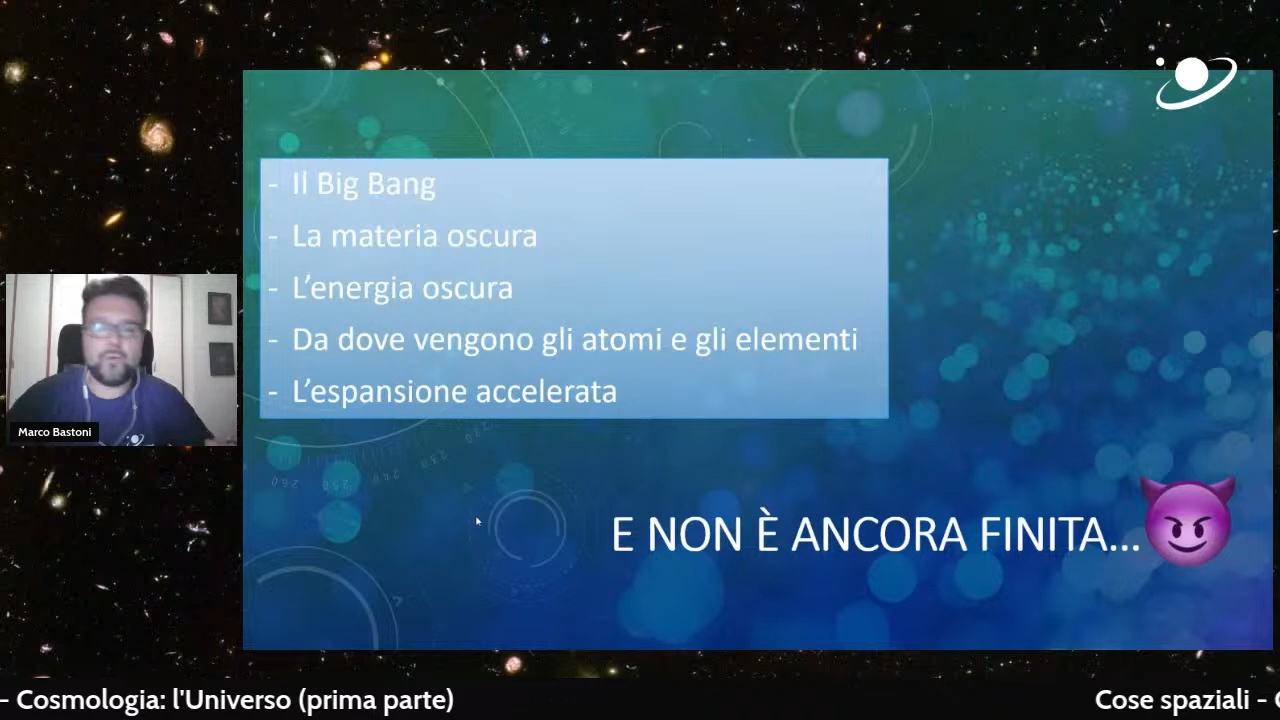 - Il Big Bang
- La materia oscura
- L'energia oscura
- Da dove vengono gli atomi e gli elementi
- L'espansione accelerata
E NON È ANCORA FINITA...
Marco Bastoni
- Cosmologia: l'Universo (prima parte)
Cose spaziali -